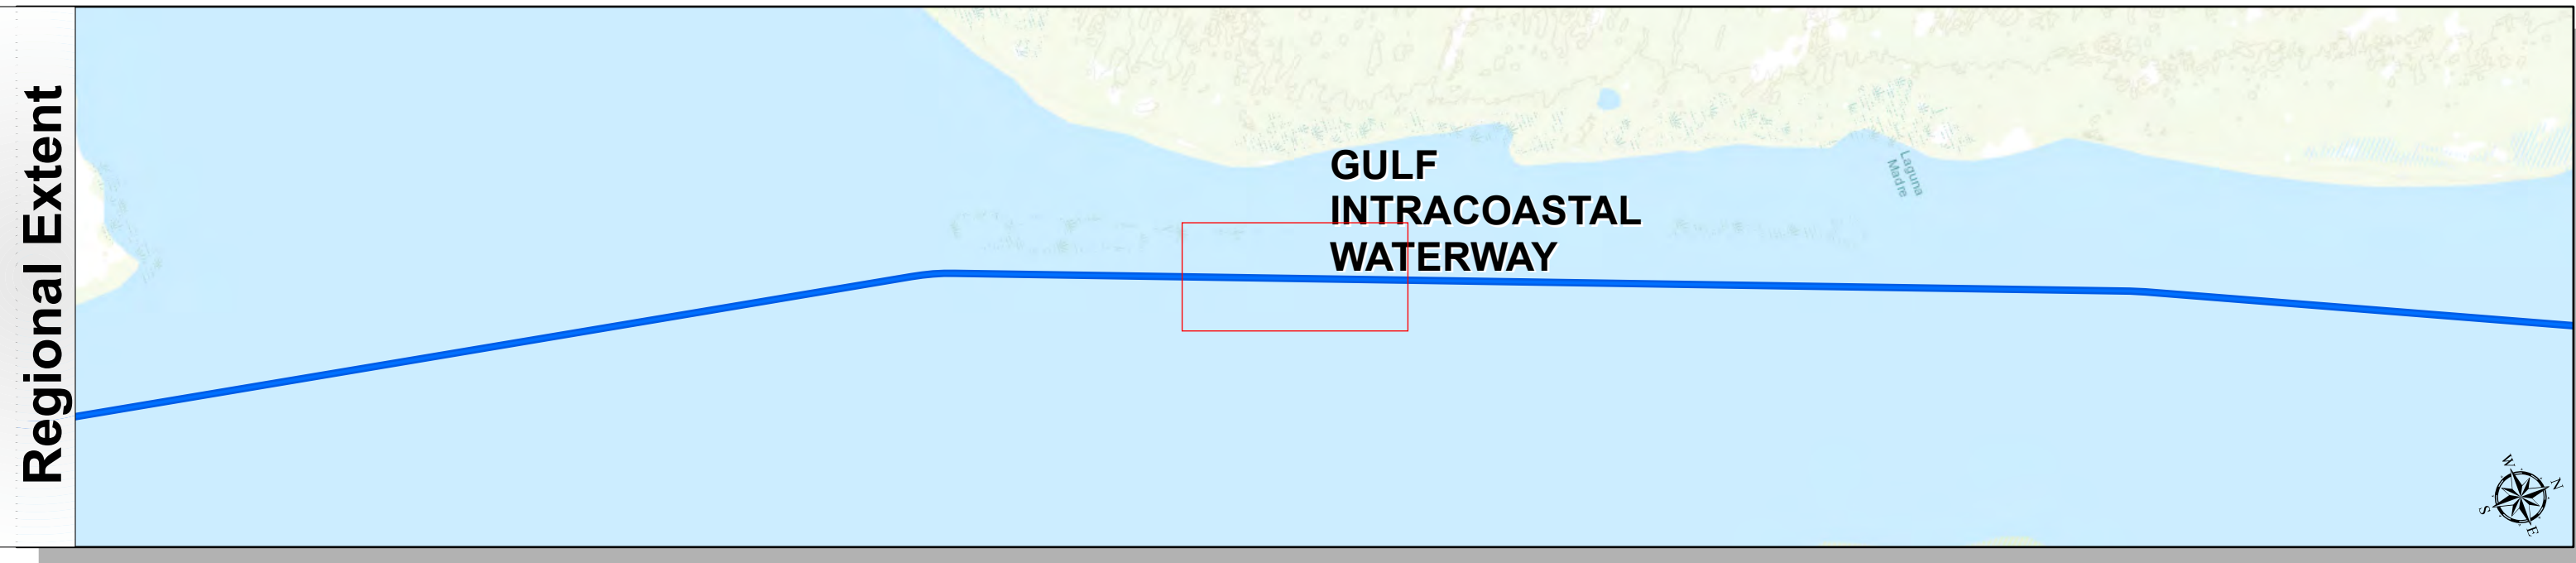 Regional Extent
GULF
INTRACOASTAL
WATERWAY
Laguna
Madre
W
N
S
E